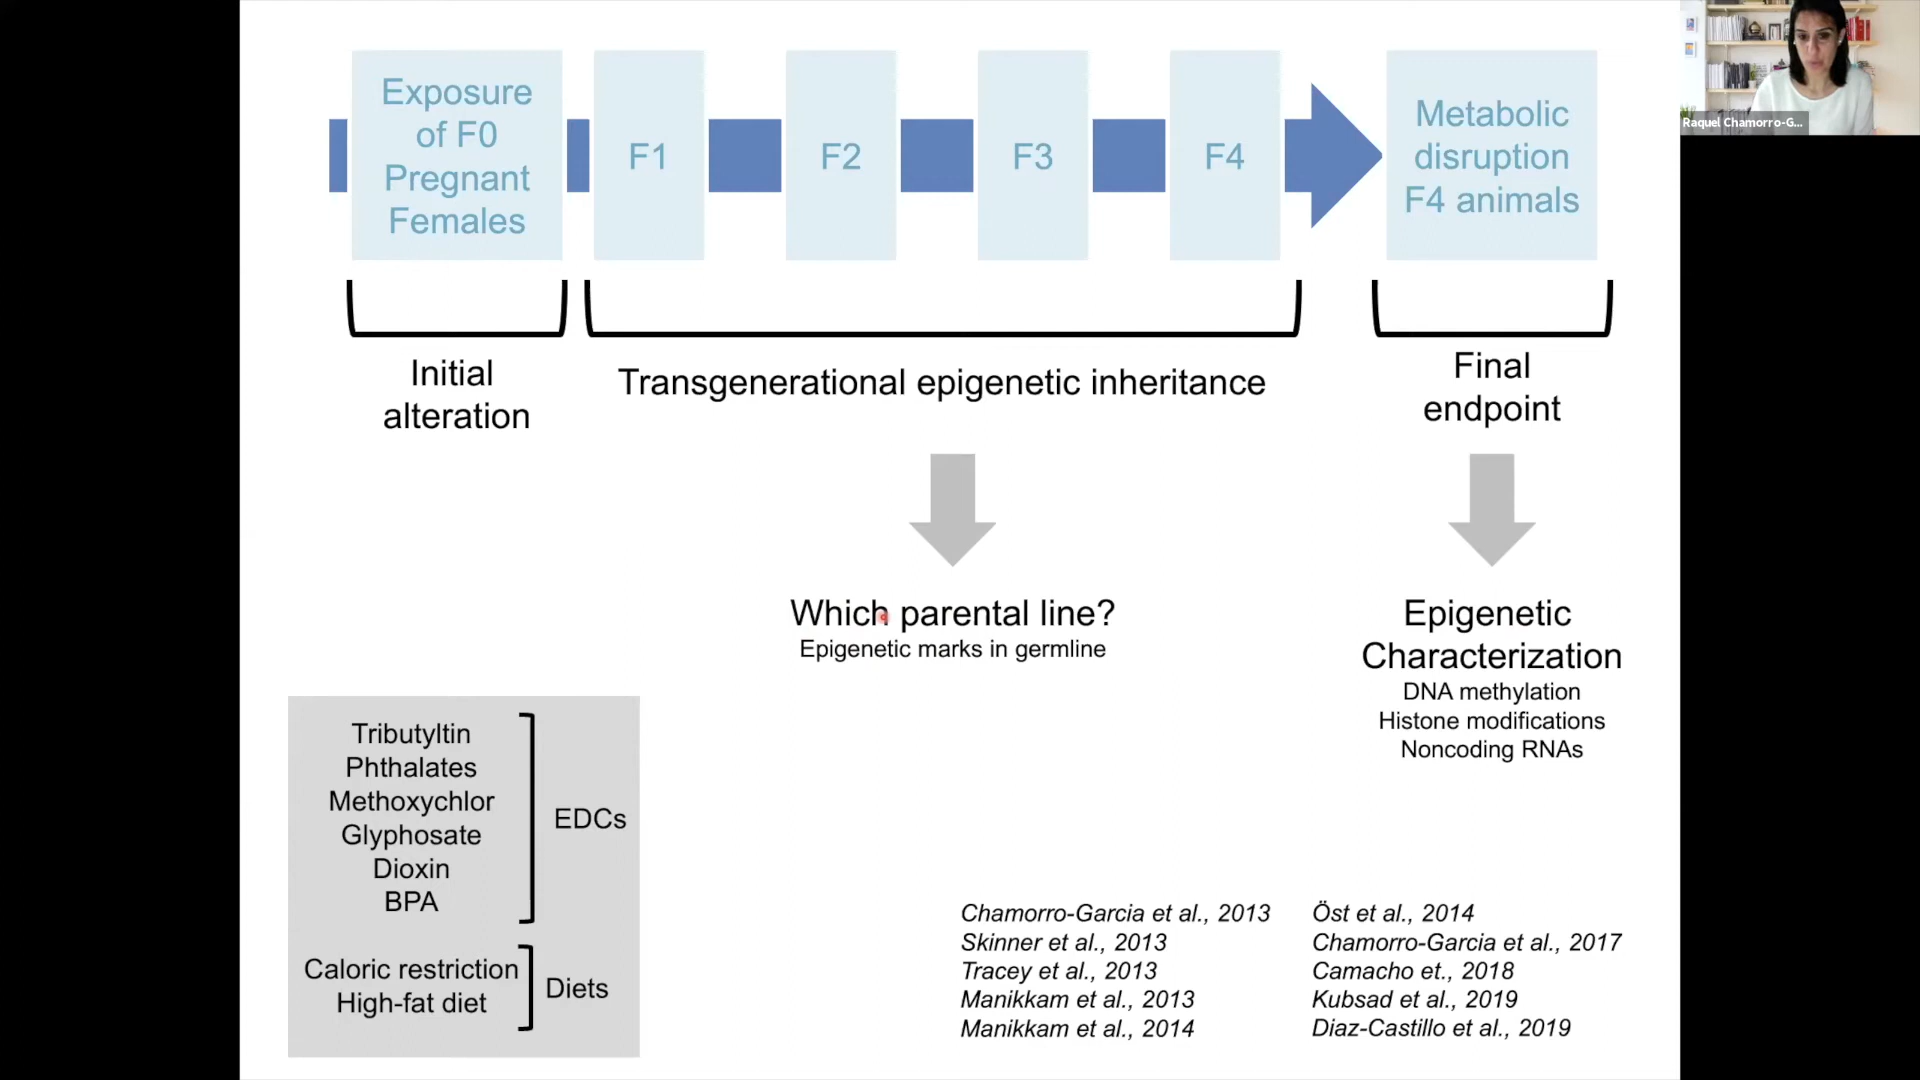 Exposure
of F0
Pregnant
Females
F1
F2
F3
F4
Metabolic
disruption
F4 animals
Raquel Chamorro-G...
Initial
alteration
Transgenerational epigenetic inheritance
Final
endpoint
Which parental line?
Epigenetic marks in germline
Epigenetic
Characterization
DNA methylation
Histone modifications
Noncoding RNAs
Tributyltin
Phthalates
Methoxychlor
Glyphosate
Dioxin
BPA
EDCs
Caloric restriction
High-fat diet
Diets
Chamorro-Garcia et al., 2013
Skinner et al., 2013
Tracey et al., 2013
Manikkam et al., 2013
Manikkam et al., 2014
Öst et al., 2014
Chamorro-Garcia et al., 2017
Camacho et., 2018
Kubsad et al., 2019
Diaz-Castillo et al., 2019